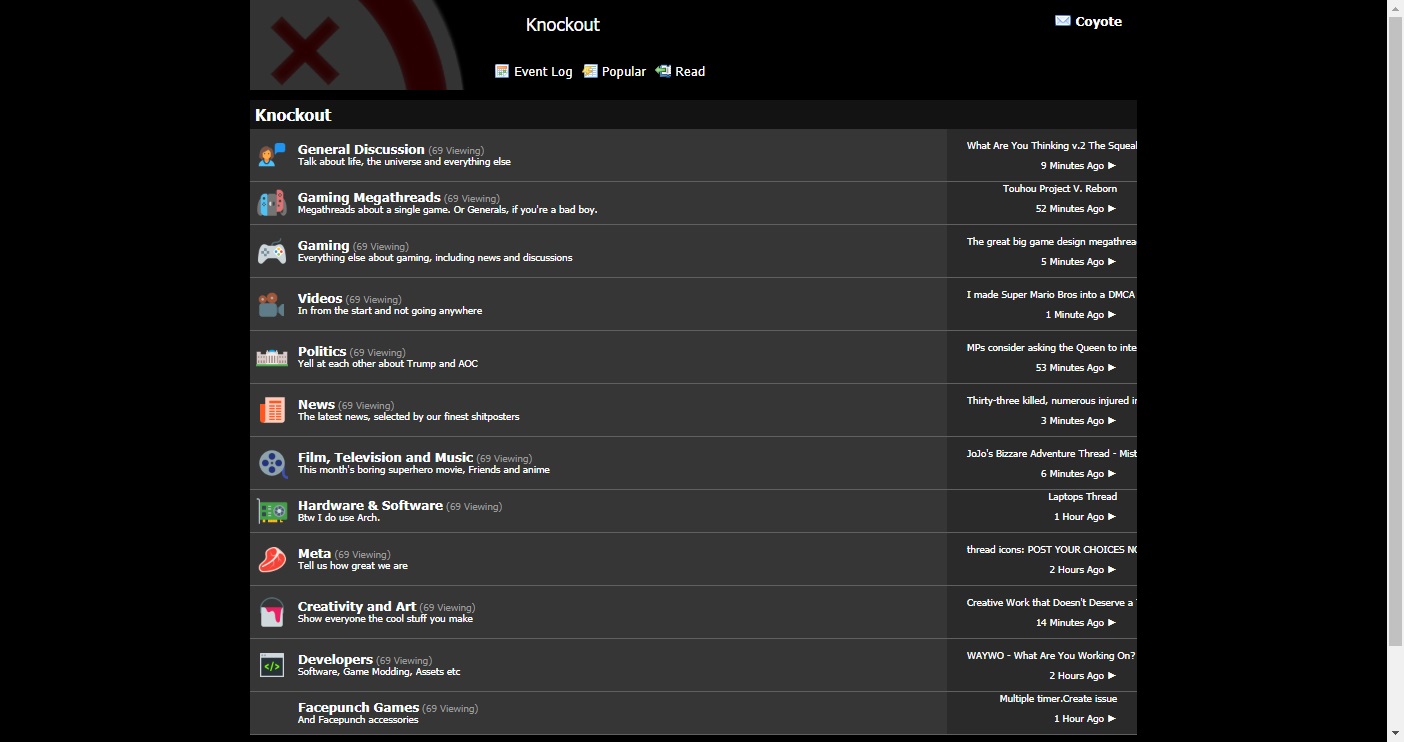 Knockout
Coyote
Event Log Popular Read
Knockout
General Discussion (69 Viewing)
Talk about life, the universe and everything else
What Are You Thinking v.2 The Squeal
9 Minutes Ago ►
Gaming Megathreads (69 Viewing)
Megathreads about a single game. Or Generals, if you're a bad boy.
Touhou Project V. Reborn
52 Minutes Ago ►
Gaming (69 Viewing)
Everything else about gaming, including news and discussions
The great big game design megathrea
5 Minutes Ago ►
Videos (69 Viewing)
In from the start and not going anywhere
I made Super Mario Bros into a DMCA
1 Minute Ago ►
Politics (69 Viewing)
Yell at each other about Trump and AOC
MPs consider asking the Queen to inte
53 Minutes Ago ►
News (69 Viewing)
The latest news, selected by our finest shitposters
Thirty-three killed, numerous injured in
3 Minutes Ago ►
Film, Television and Music (69 Viewing)
This month's boring superhero movie, Friends and anime
JoJo's Bizzare Adventure Thread - Mist
6 Minutes Ago ►
Hardware & Software (69 Viewing)
Btw I do use Arch.
Laptops Thread
1 Hour Ago ►
Meta (69 Viewing)
Tell us how great we are
thread icons: POST YOUR CHOICES NO
2 Hours Ago ►
Creativity and Art (69 Viewing)
Show everyone the cool stuff you make
Creative Work that Doesn't Deserve a
14 Minutes Ago ►
Developers (69 Viewing)
Software, Game Modding, Assets etc
WAYWO - What Are You Working On?
2 Hours Ago ►
Facepunch Games (69 Viewing)
And Facepunch accessories
Multiple timer.Create issue
1 Hour Ago ►